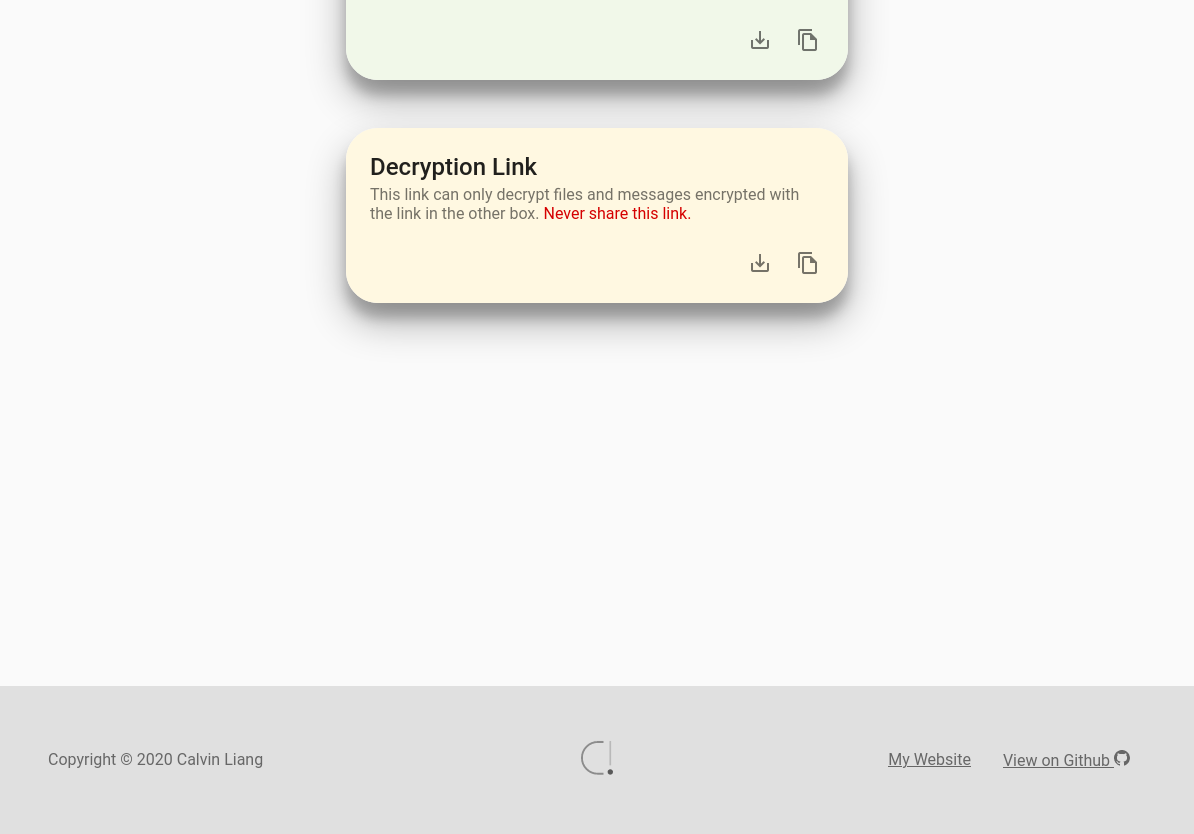 Decryption Link
This link can only decrypt files and messages encrypted with
the link in the other box. Never share this link.
Copyright © 2020 Calvin Liang
My Website
View on Github